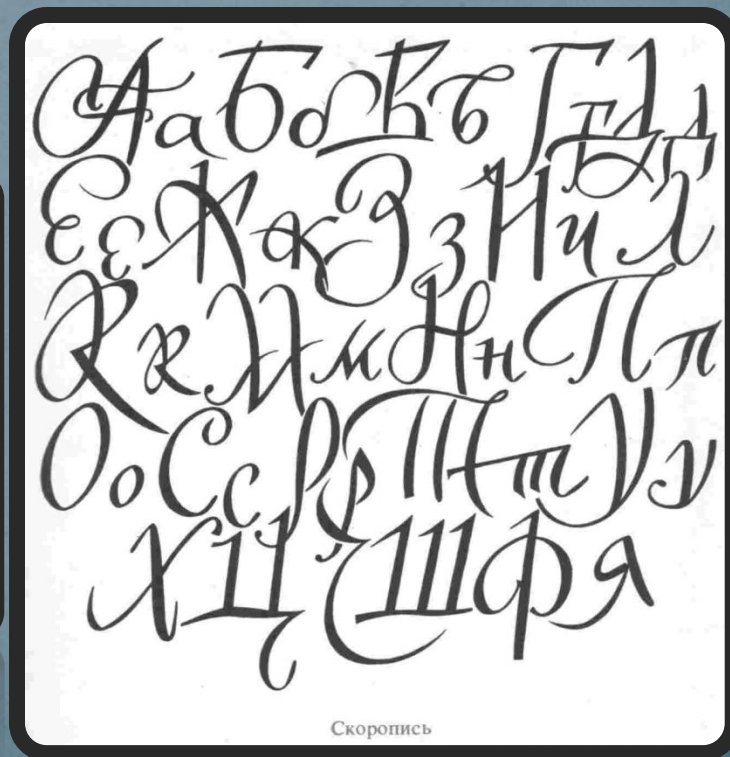 Аа Бб Вв Гг Дд
Ее Жж Зз Ии Л
Кк Мм Нн Пп
Оо Сс Рр Тт Уу
Х Ц Ш Ф Я
Скоропись